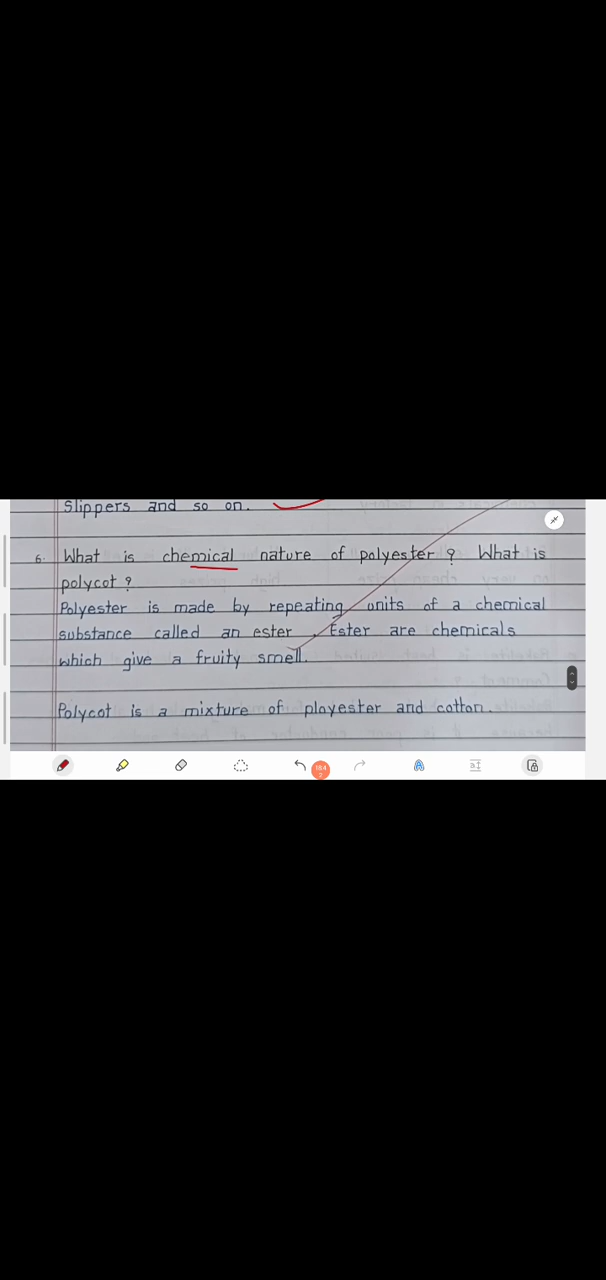 Slippers and so on.
6. What is chemical nature of polyester ? What is
polycot ?
Polyester is made by repeating units of a chemical
substance called an ester . Ester are chemicals
which give a fruity smell.
Polycot is a mixture of ployester and cotton.